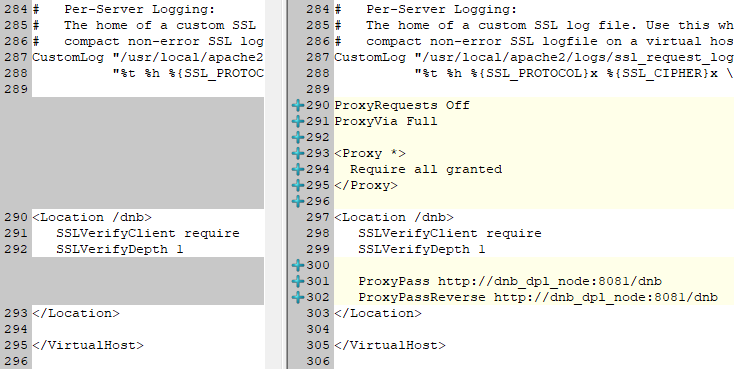 284 #   Per-Server Logging:
285 #   The home of a custom SSL
286 #   compact non-error SSL log
287 CustomLog "/usr/local/apache2
288           "%t %h %{SSL_PROTOC
289
290 <Location /dnb>
291    SSLVerifyClient require
292    SSLVerifyDepth 1
293 </Location>
294
295 </VirtualHost>
296
284 #   Per-Server Logging:
285 #   The home of a custom SSL log file. Use this wh
286 #   compact non-error SSL logfile on a virtual hos
287 CustomLog "/usr/local/apache2/logs/ssl_request_log
288           "%t %h %{SSL_PROTOCOL}x %{SSL_CIPHER}x \
289
290 ProxyRequests Off
291 ProxyVia Full
292
293 <Proxy *>
294   Require all granted
295 </Proxy>
296
297 <Location /dnb>
298    SSLVerifyClient require
299    SSLVerifyDepth 1
300
301    ProxyPass http://dnb_dpl_node:8081/dnb
302    ProxyPassReverse http://dnb_dpl_node:8081/dnb
303 </Location>
304
305 </VirtualHost>
306